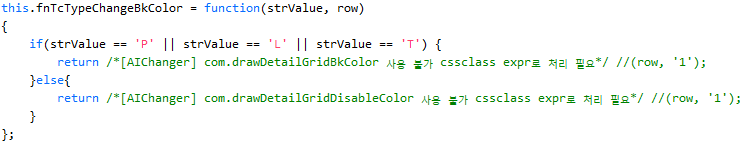 this.fnTcTypeChangeBkColor = function(strValue, row)
{
    if(strValue == 'P' || strValue == 'L' || strValue == 'T') {
        return /*[AIChanger] com.drawDetailGridBkColor 사용 불가 cssclass expr로 처리 필요*/ //(row, '1');
    }else{
        return /*[AIChanger] com.drawDetailGridDisableColor 사용 불가 cssclass expr로 처리 필요*/ //(row, '1');
    }
};